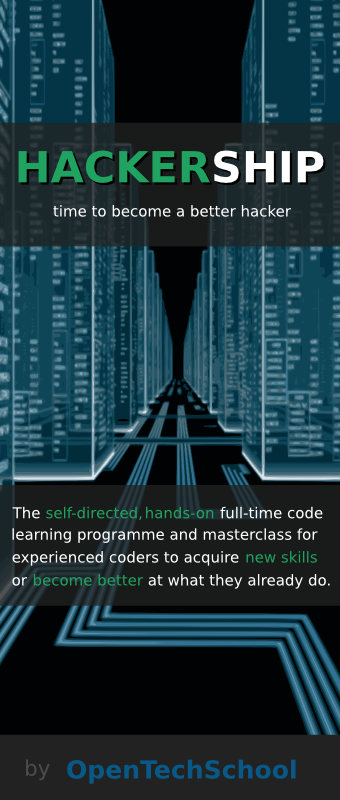 HACKERSHIP
time to become a better hacker
The self-directed, hands-on full-time code
learning programme and masterclass for
experienced coders to acquire new skills
or become better at what they already do.
by OpenTechSchool